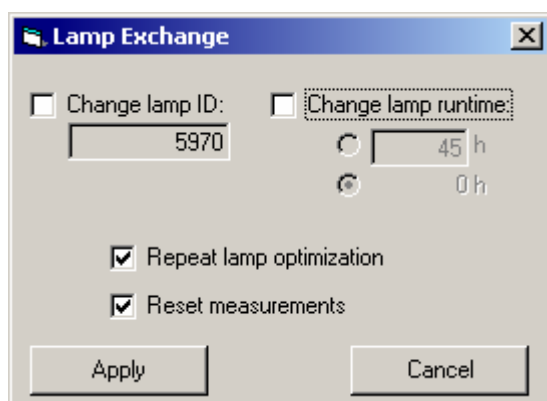 Lamp Exchange
Change lamp ID: Change lamp runtime:
5970 45 h
0 h
Repeat lamp optimization
Reset measurements
Apply Cancel